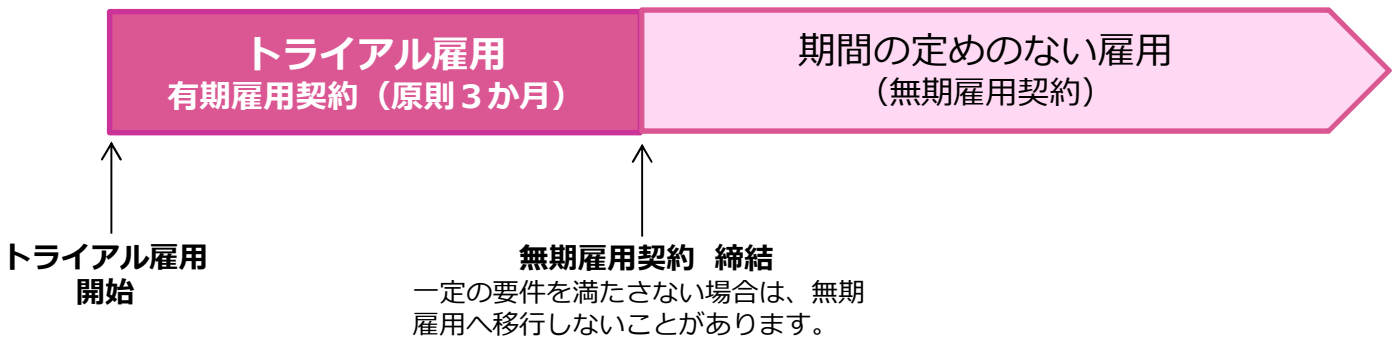 トライアル雇用
有期雇用契約（原則３か月）
期間の定めのない雇用
（無期雇用契約）
トライアル雇用
開始
無期雇用契約 締結
一定の要件を満たさない場合は、無期
雇用へ移行しないことがあります。